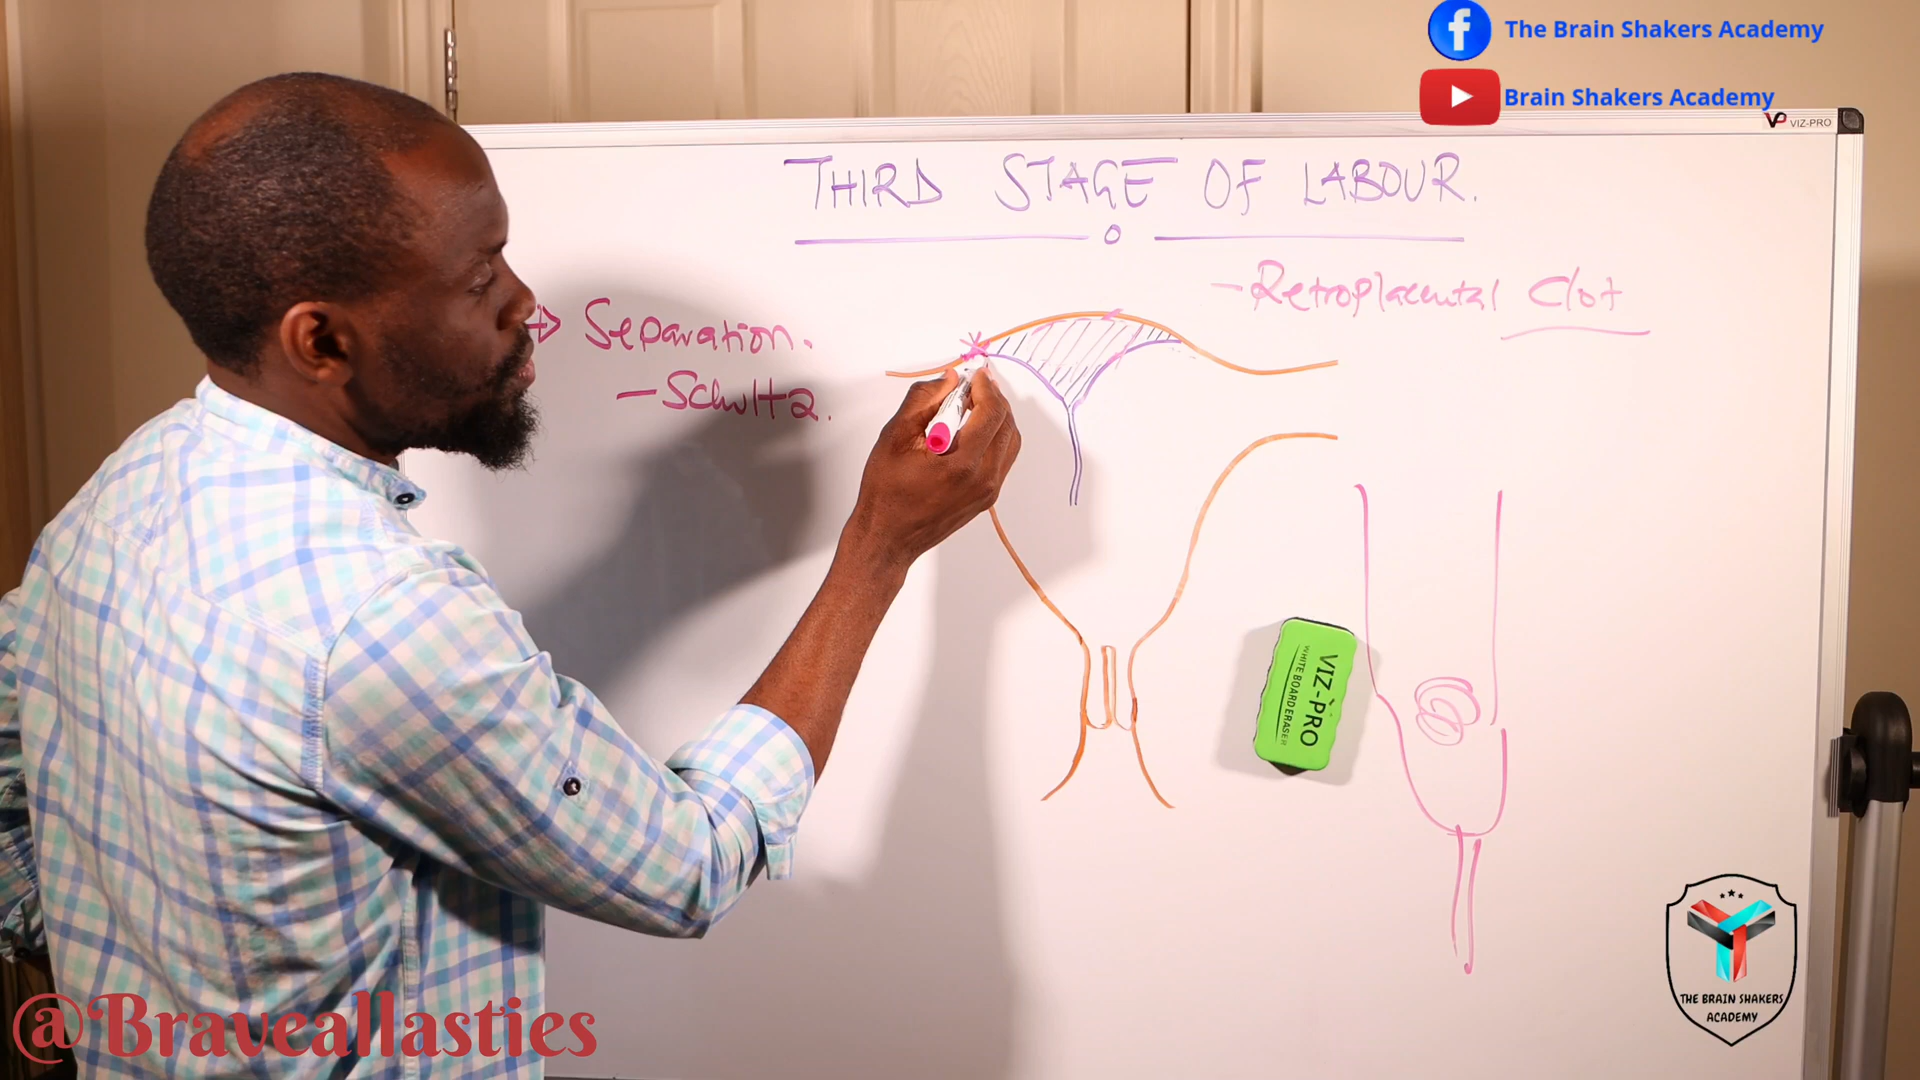 The Brain Shakers Academy
Brain Shakers Academy
VP VIZ-PRO
THIRD STAGE OF LABOUR.
- Retroplacental Clot
Separation.
- Schultz.
VIZ-PRO
WHITE BOARD ERASER
THE BRAIN SHAKERS
ACADEMY
@Braveallasties